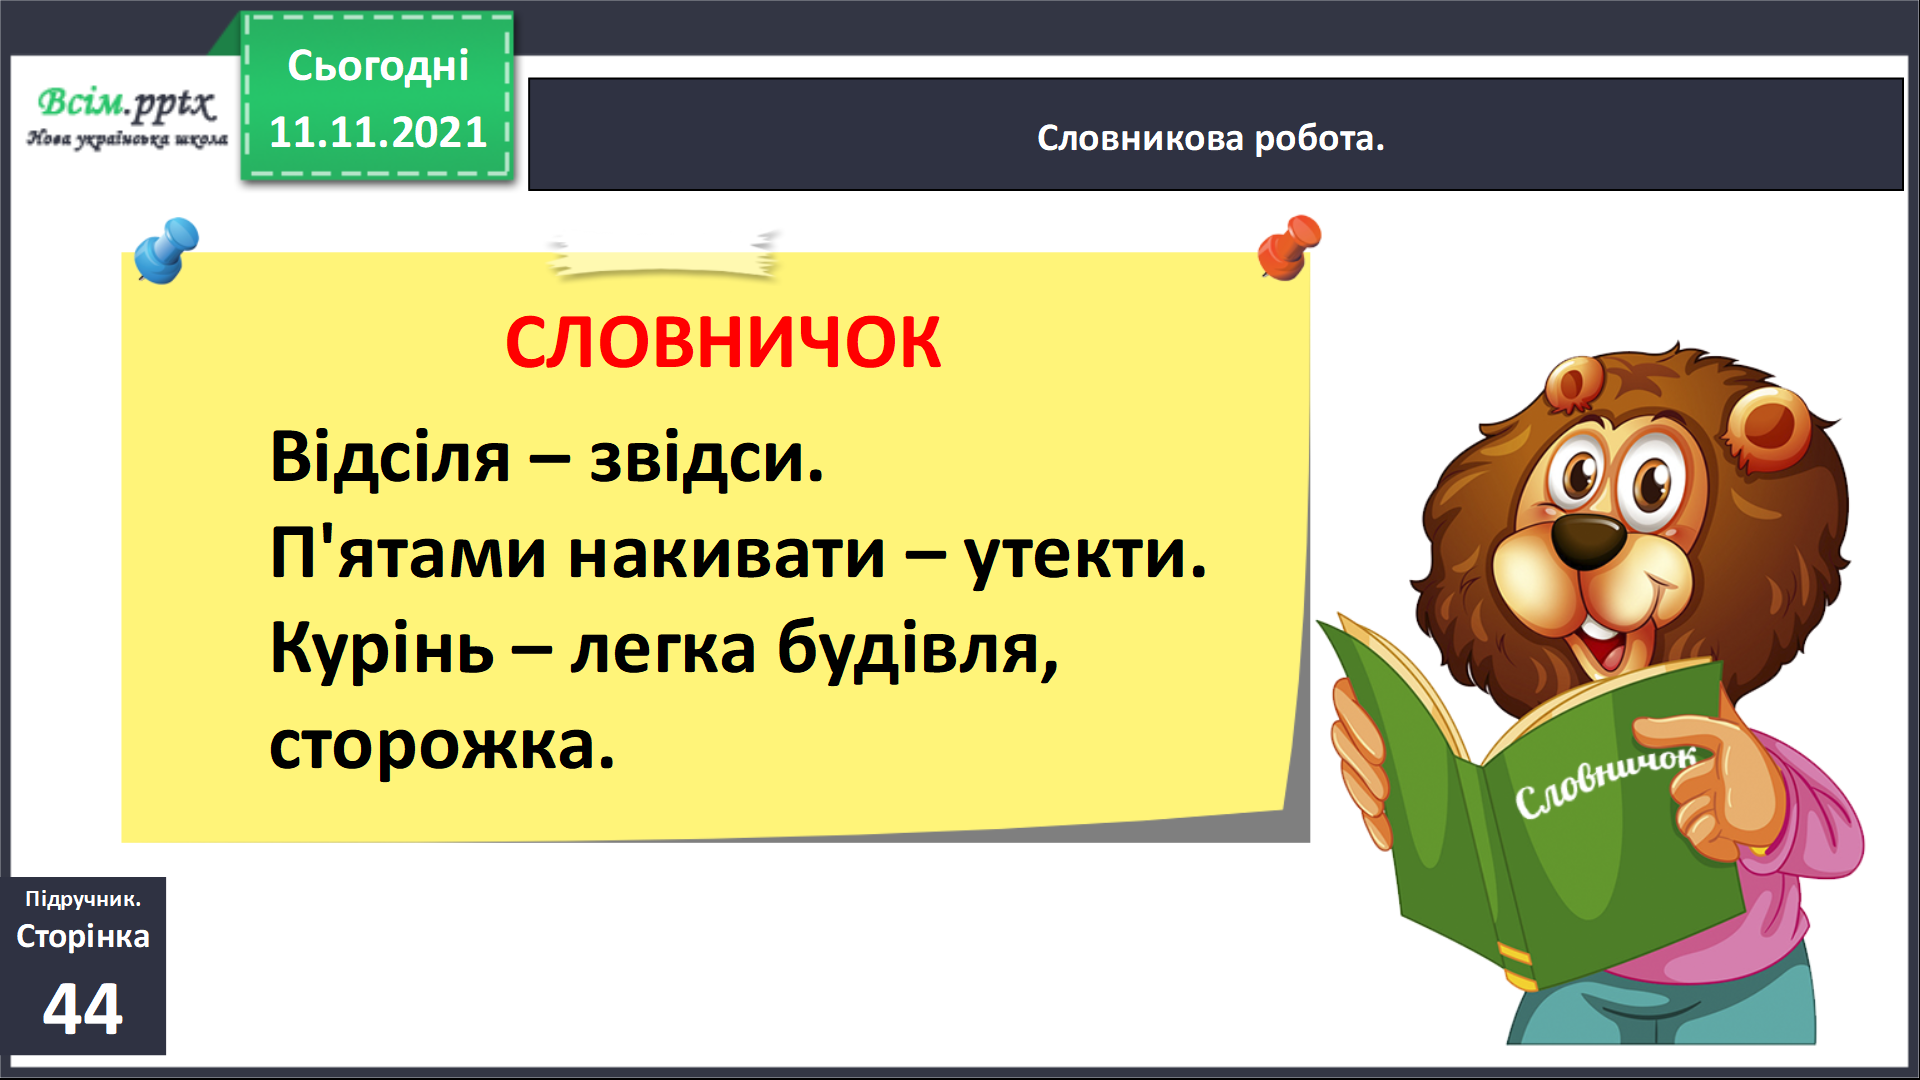 Сьогодні
11.11.2021
Всім.pptx
Нова українська школа
Словникова робота.
СЛОВНИЧОК
Відсіля – звідси.
П'ятами накивати – утекти.
Курінь – легка будівля,
сторожка.
Словничок
Підручник.
Сторінка
44